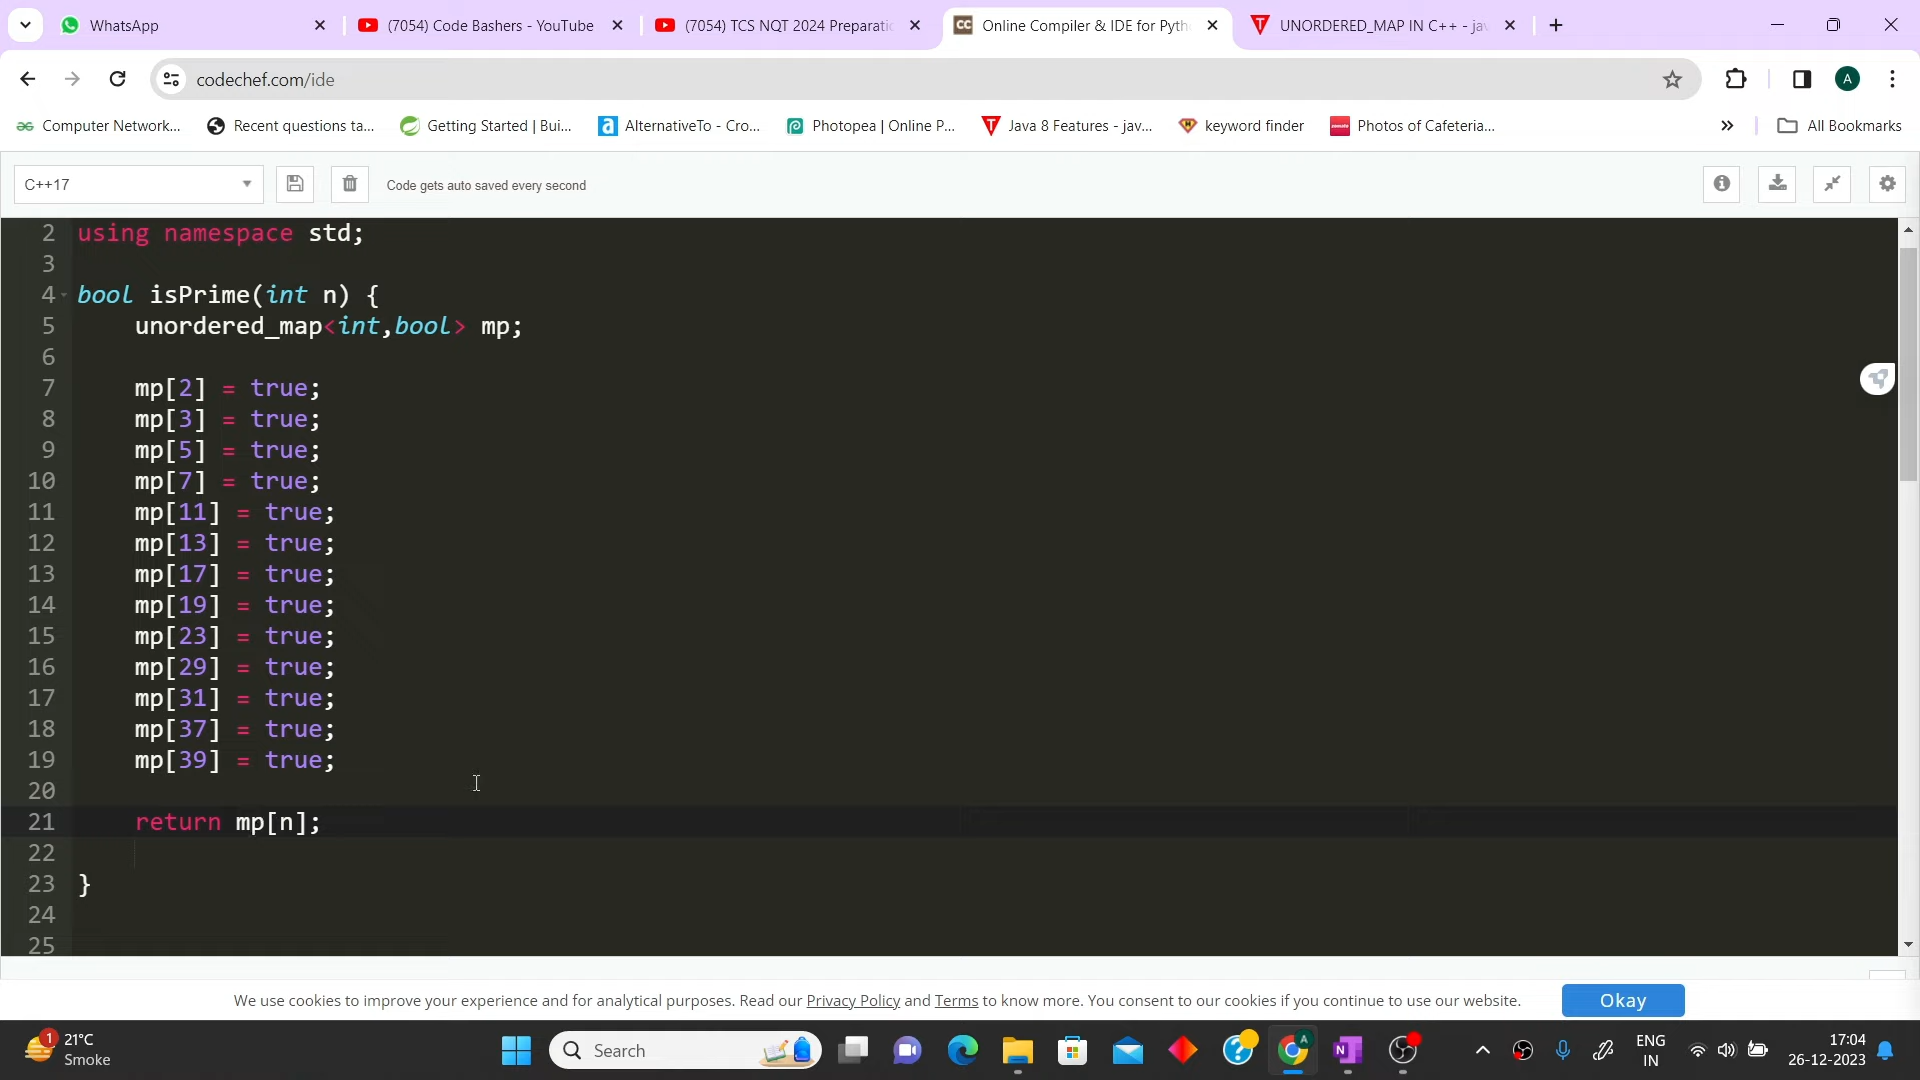 WhatsApp
(7054) Code Bashers - YouTube
(7054) TCS NQT 2024 Preparati
Online Compiler & IDE for Pyth
UNORDERED_MAP IN C++ - jav
codechef.com/ide
A
Computer Network...
Recent questions ta...
Getting Started | Bui...
AlternativeTo - Cro...
Photopea | Online P...
Java 8 Features - jav...
keyword finder
Photos of Cafeteria...
All Bookmarks
C++17
Code gets auto saved every second
2 using namespace std;
3
4 bool isPrime(int n) {
5 unordered_map<int,bool> mp;
6
7 mp[2] = true;
8 mp[3] = true;
9 mp[5] = true;
10 mp[7] = true;
11 mp[11] = true;
12 mp[13] = true;
13 mp[17] = true;
14 mp[19] = true;
15 mp[23] = true;
16 mp[29] = true;
17 mp[31] = true;
18 mp[37] = true;
19 mp[39] = true;
20
21 return mp[n];
22
23 }
24
25
We use cookies to improve your experience and for analytical purposes. Read our Privacy Policy and Terms to know more. You consent to our cookies if you continue to use our website.
Okay
1
21°C
Smoke
Search
ENG
IN
17:04
26-12-2023